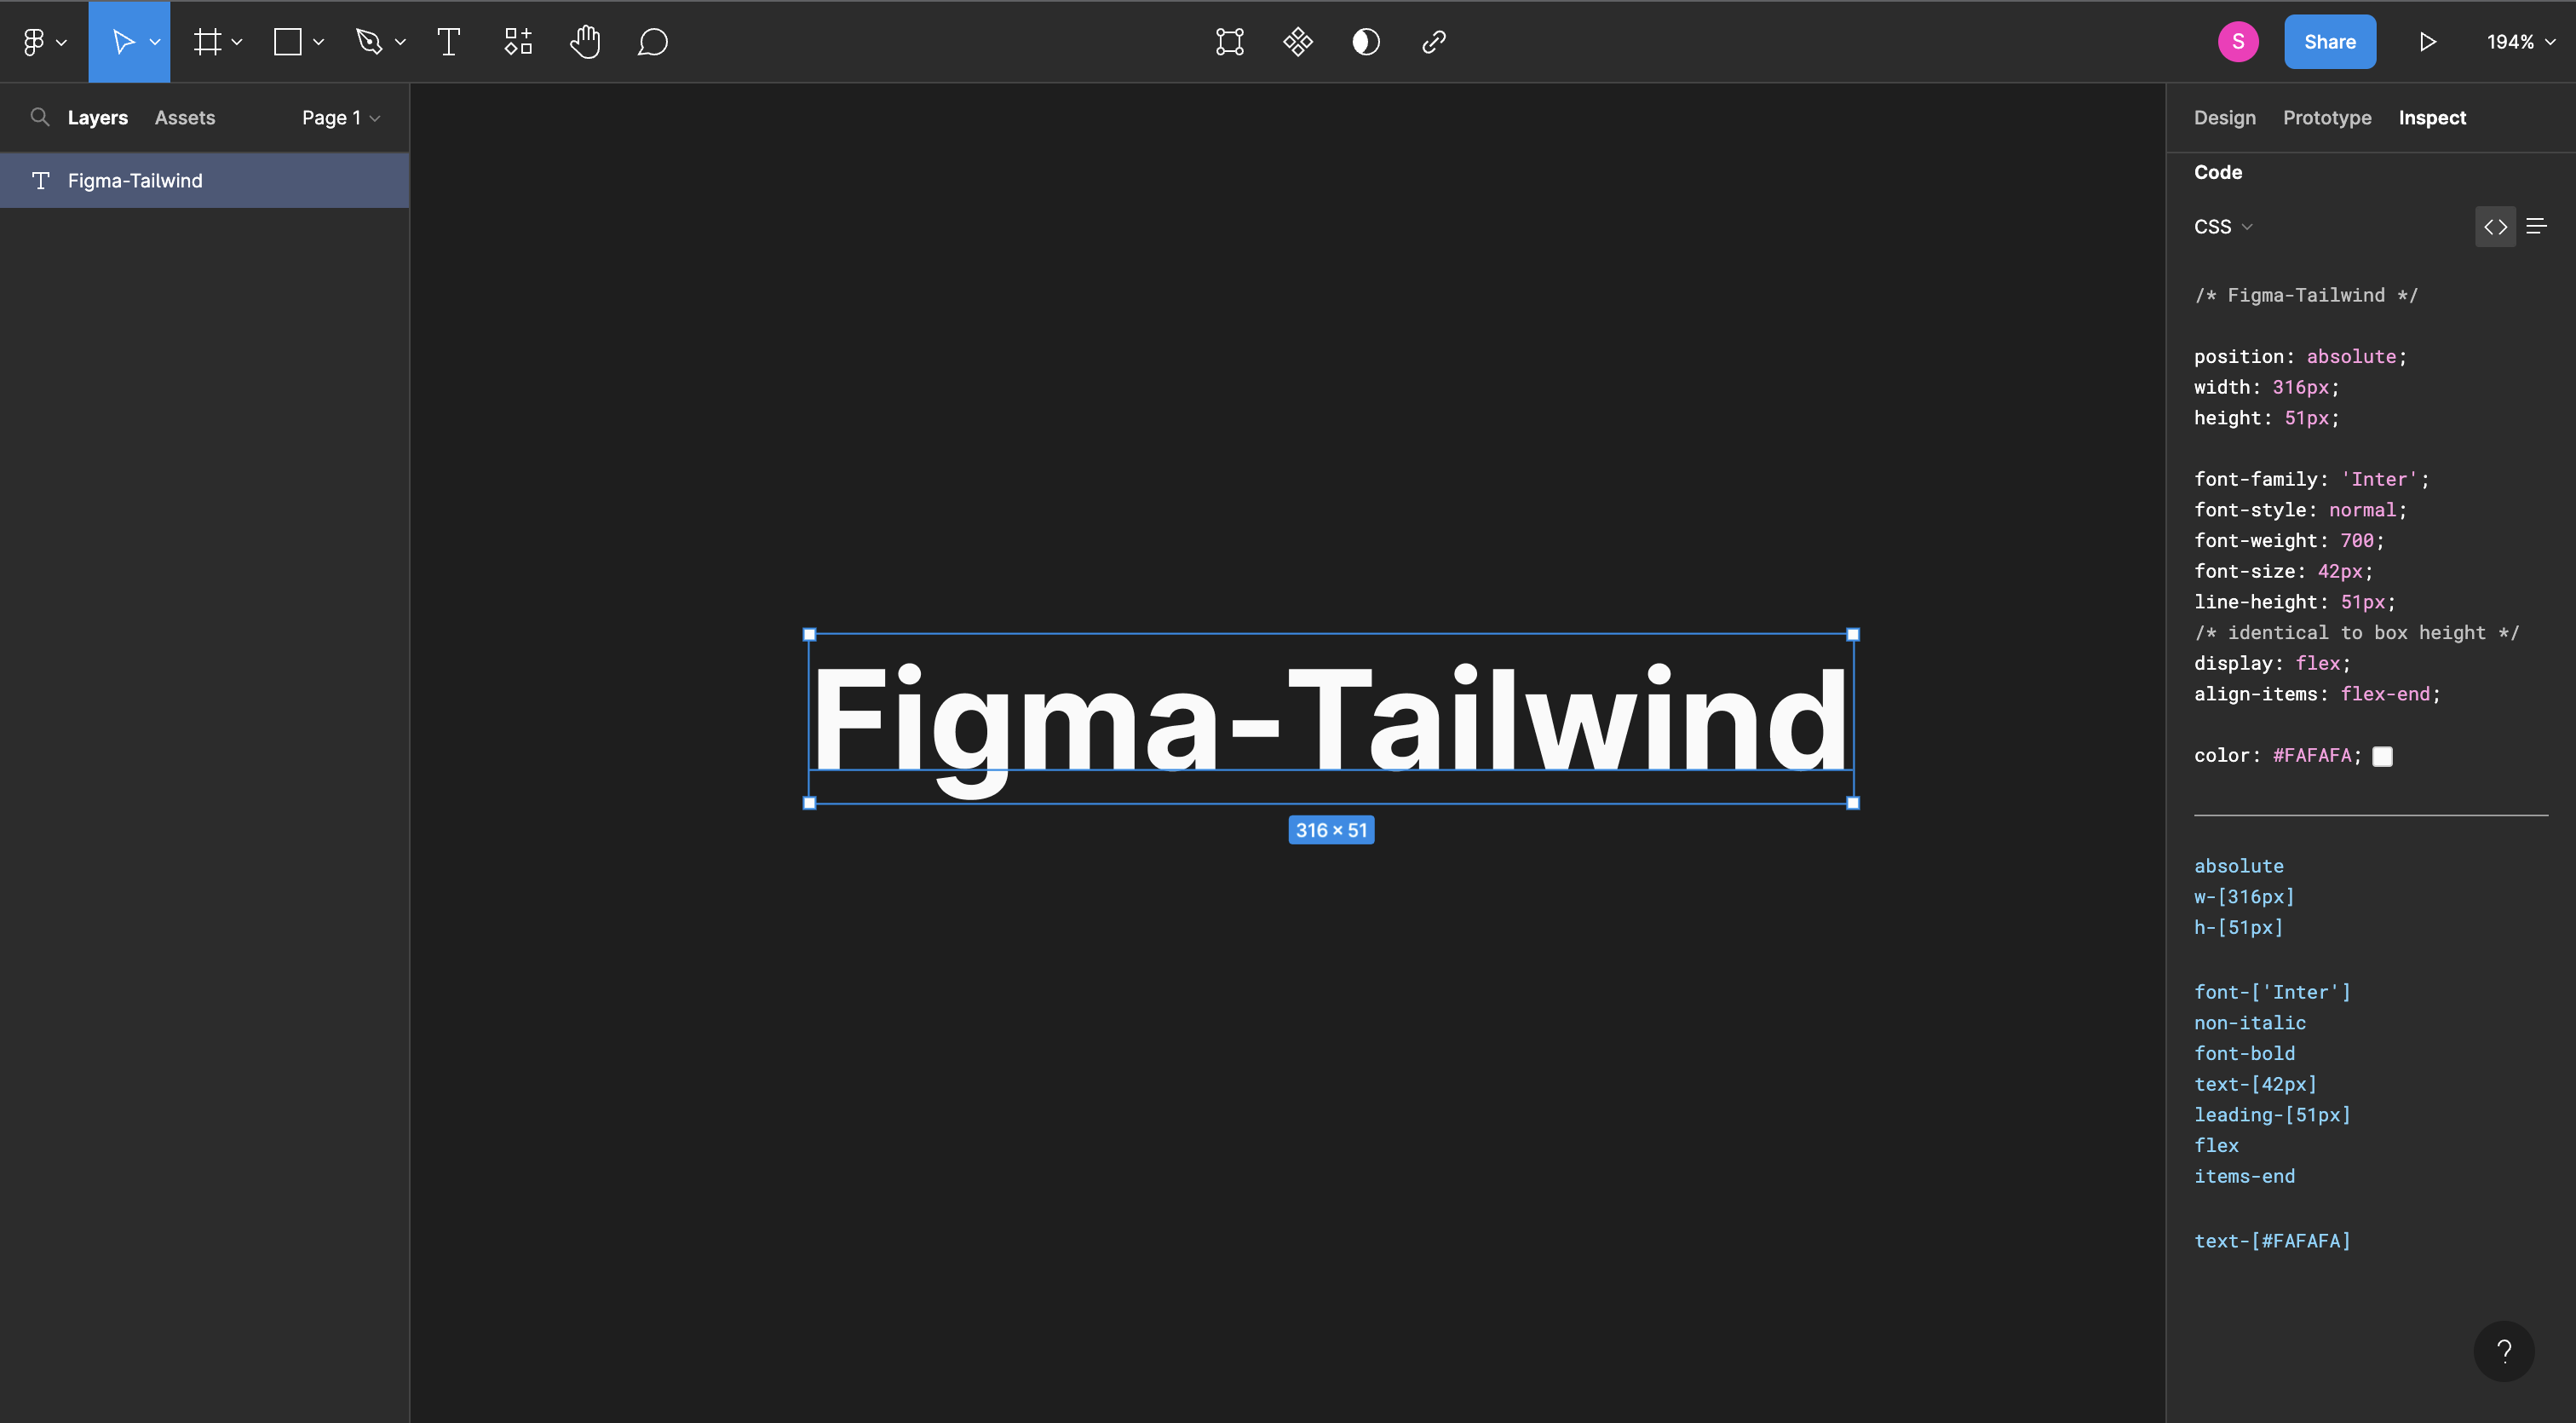 S
Share
194%
Layers Assets Page 1
Figma-Tailwind
Figma-Tailwind
316 × 51
Design Prototype Inspect
Code
CSS
/* Figma-Tailwind */
position: absolute;
width: 316px;
height: 51px;
font-family: 'Inter';
font-style: normal;
font-weight: 700;
font-size: 42px;
line-height: 51px;
/* identical to box height */
display: flex;
align-items: flex-end;
color: #FAFAFA;
absolute
w-[316px]
h-[51px]
font-['Inter']
non-italic
font-bold
text-[42px]
leading-[51px]
flex
items-end
text-[#FAFAFA]
?